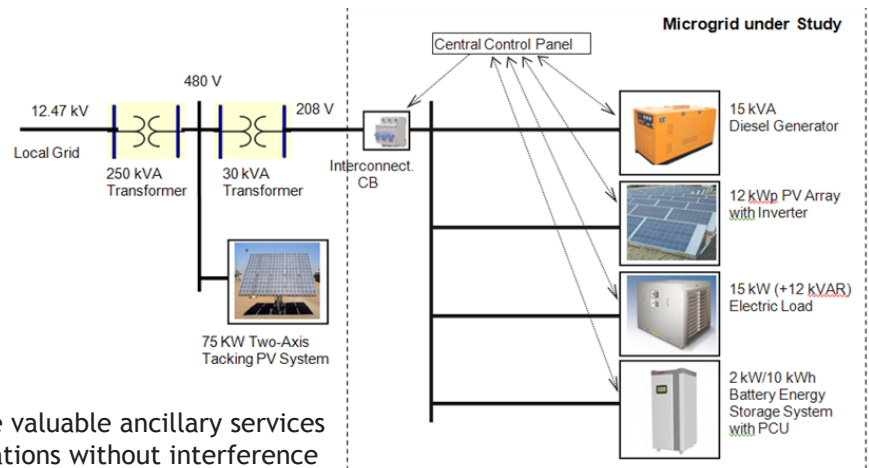 Microgrid under Study
Central Control Panel
480 V
12.47 kV
208 V
Local Grid
250 kVA
Transformer
30 kVA
Transformer
Interconnect.
CB
15 kVA
Diesel Generator
12 kWp PV Array
with Inverter
15 kW (+12 kVAR)
Electric Load
75 KW Two-Axis
Tacking PV System
2 kW/10 kWh
Battery Energy
Storage System
with PCU
valuable ancillary services
without interference